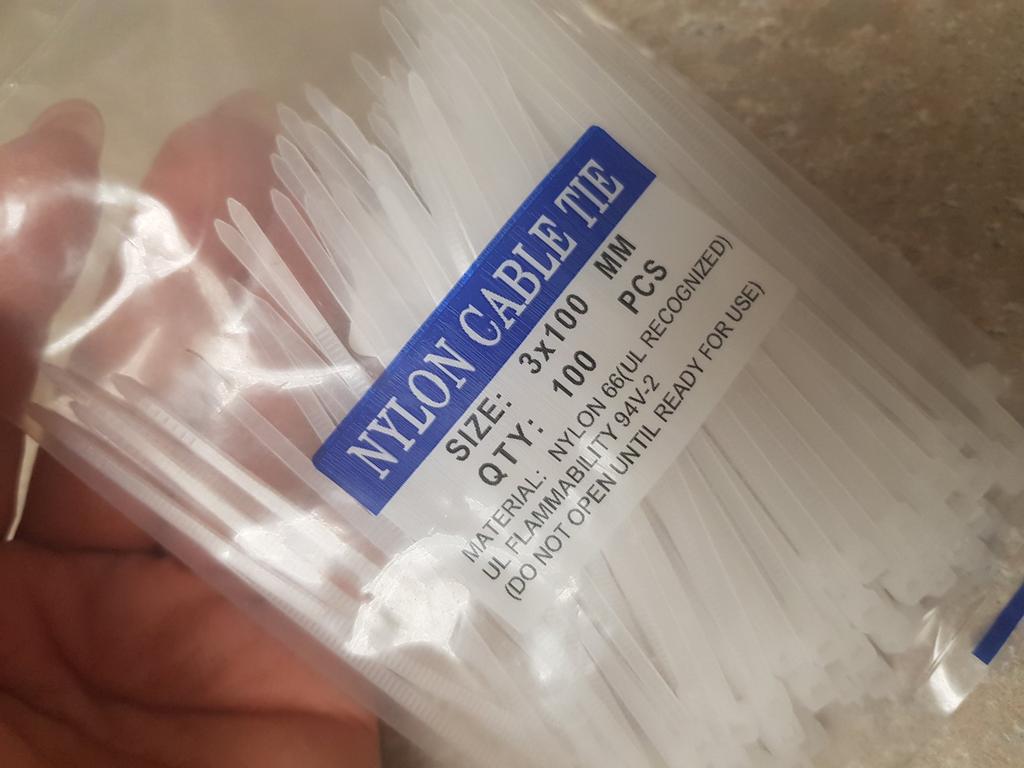 NYLON CABLE TIE
SIZE: 3x100 MM
QTY: 100 PCS
MATERIAL: NYLON 66(UL RECOGNIZED)
UL FLAMMABILITY 94V-2
(DO NOT OPEN UNTIL READY FOR USE)